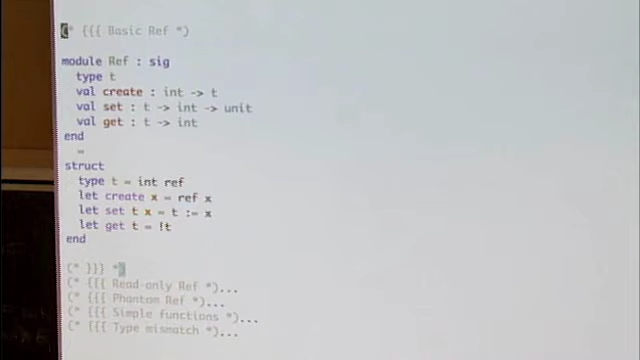 (* {{{ Basic Ref *)
module Ref : sig
type t
val create : int -> t
val set : t -> int -> unit
val get : t -> int
end
=
struct
type t = int ref
let create x = ref x
let set t x = t := x
let get t = !t
end
(* }}} *)
(* {{{ Read-only Ref *)...
(* {{{ Phantom Ref *)...
(* {{{ Simple functions *)...
(* {{{ Type mismatch *)...